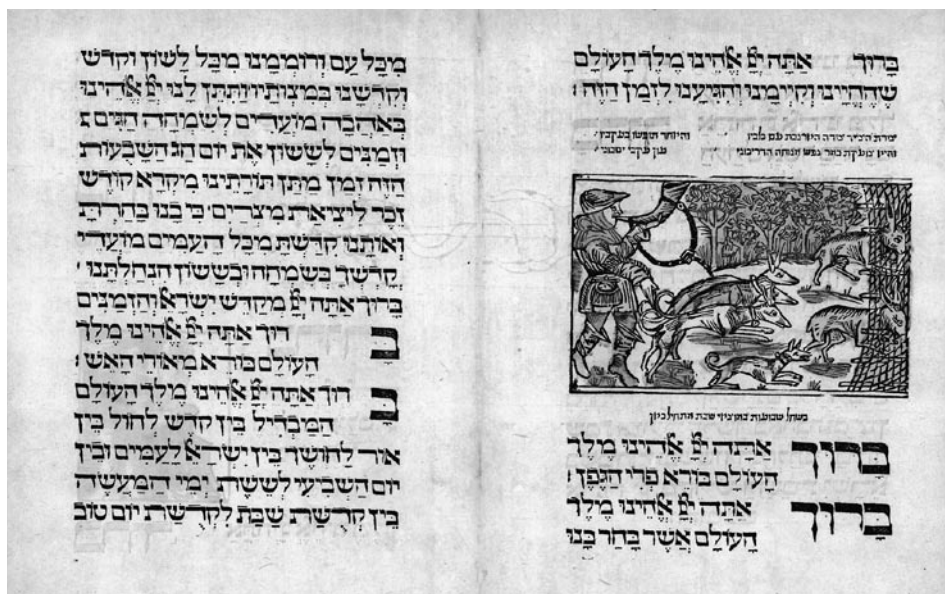 ברוך אתה יי אלהינו מלך העולם
שהחיינו וקיימנו והגיענו לזמן הזה׃
שבועות שבת
ברוך אתה יי אלהינו מלך
העולם בורא פרי הגפן׃
ברוך אתה יי אלהינו מלך
העולם אשר בחר בנו
מכל עם ורוממנו מכל לשון וקדש
וקדשנו במצותיו ותתן לנו יי אלהינו
באהבה מועדים לשמחה חגים
וזמנים לששון את יום חג השבעות
הזה זמן מתן תורתינו מקרא קודש
זכר ליציאת מצרים׳ כי בנו בחרת
ואותנו קדשת מכל העמים מועדי
קדשך בשמחה ובששון הנחלתנו׳
ברוך אתה יי מקדש ישראל והזמנים
ברוך אתה יי אלהינו מלך
העולם בורא מאורי האש׃
ברוך אתה יי אלהינו מלך העולם
המבדיל בין קדש לחול בין
אור לחושך בין ישראל לעמים ובין
יום השביעי לששת ימי המעשה
בין קדושת שבת לקדושת יום טוב